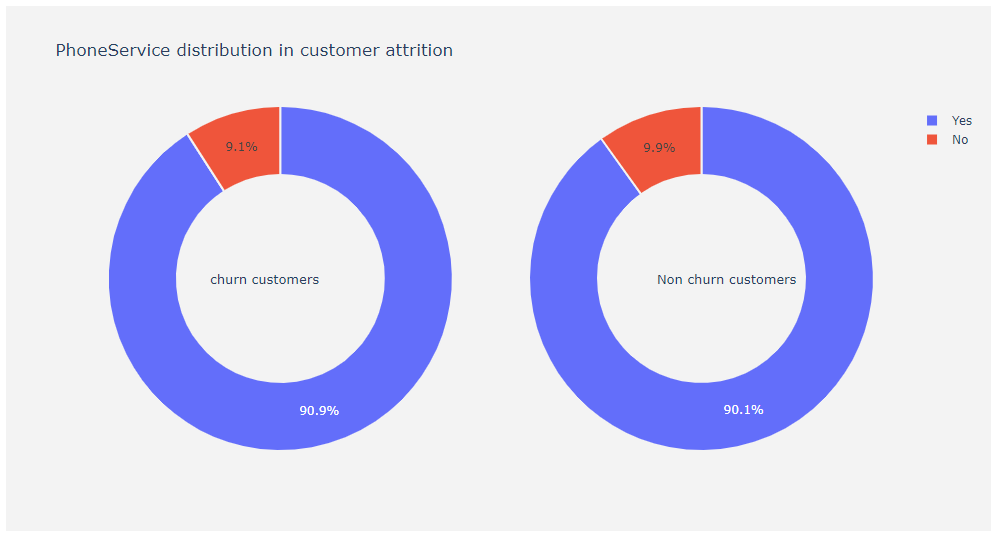 PhoneService distribution in customer attrition
Yes
No
9.1%
9.9%
churn customers
Non churn customers
90.9%
90.1%